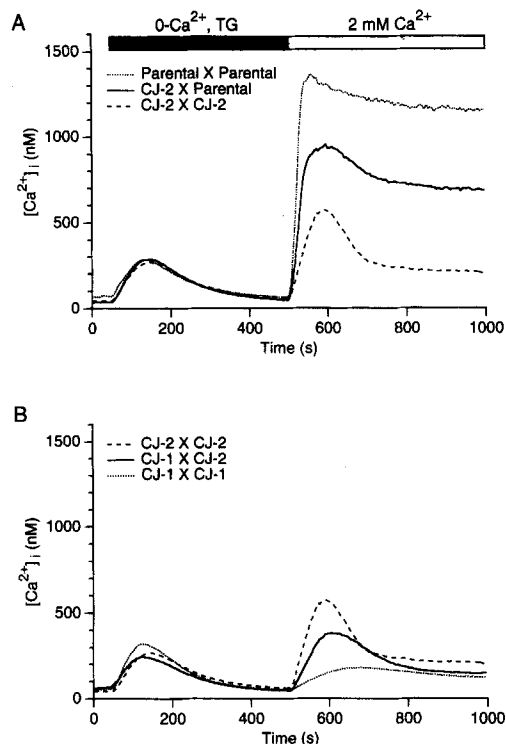 A
0-Ca²⁺, TG
2 mM Ca²⁺
1500
Parental X Parental
CJ-2 X Parental
CJ-2 X CJ-2
[Ca²⁺]i (nM)
1000
500
0
0
200
400
600
800
1000
Time (s)
B
1500
CJ-2 X CJ-2
CJ-1 X CJ-2
CJ-1 X CJ-1
[Ca²⁺]i (nM)
1000
500
0
0
200
400
600
800
1000
Time (s)